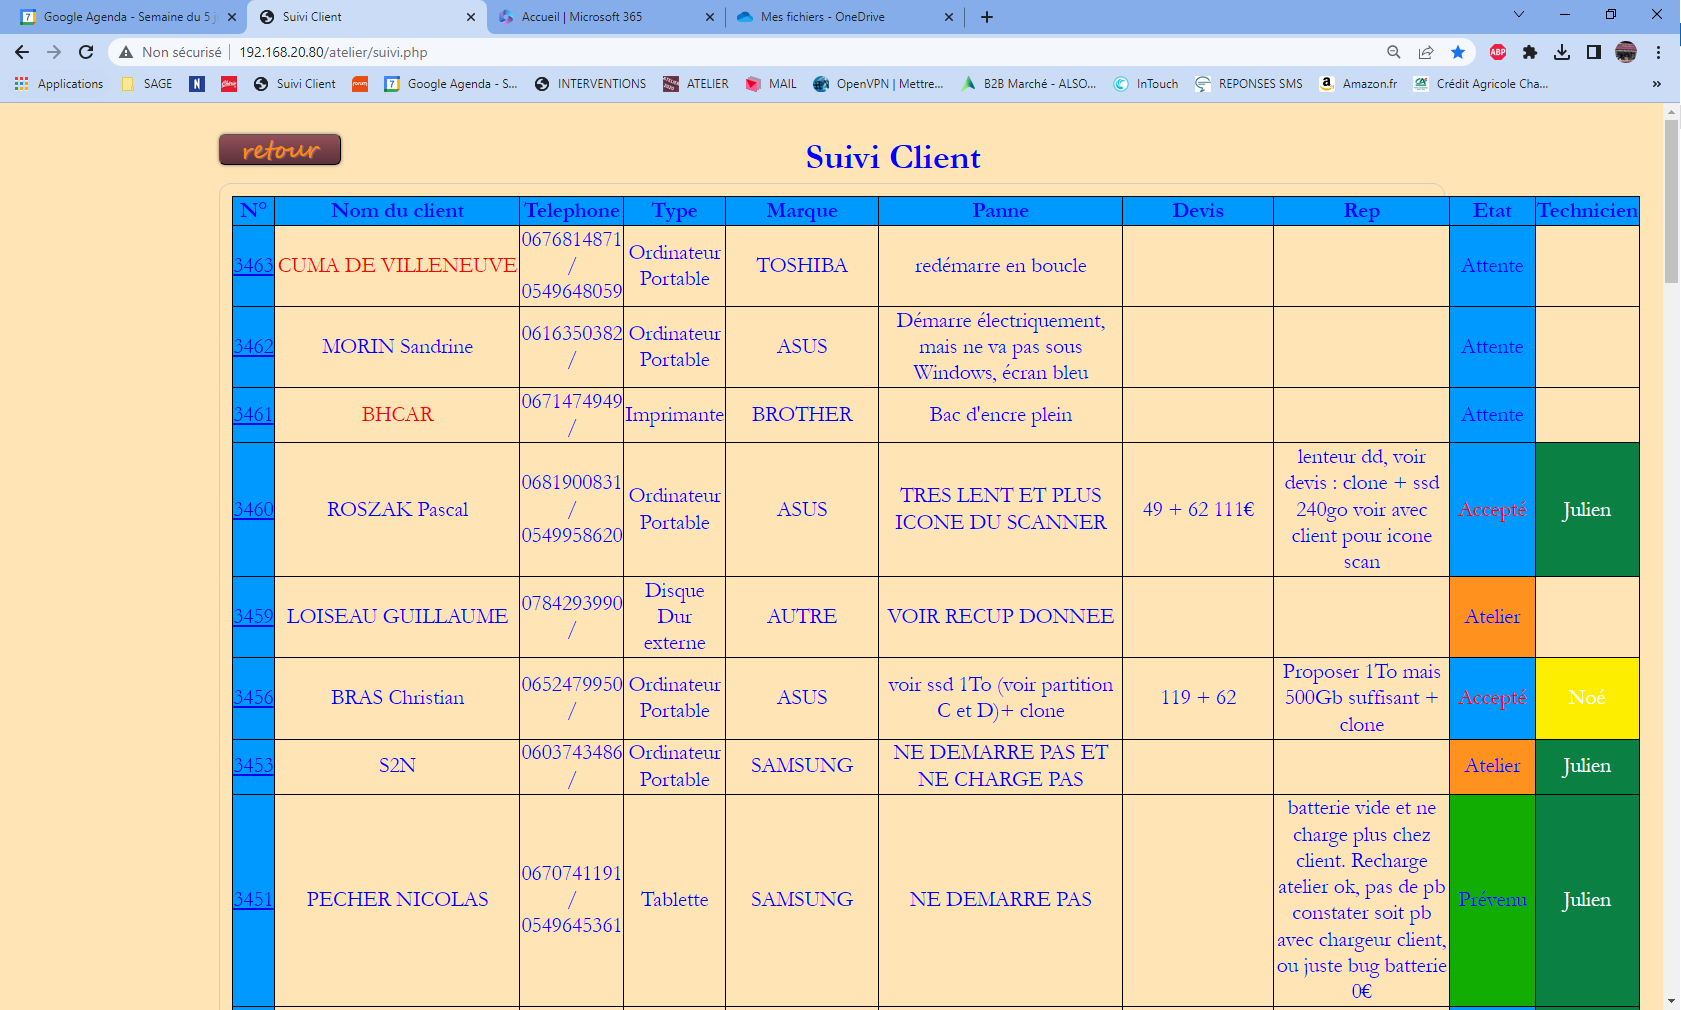 Google Agenda - Semaine du 5 j
Suivi Client
Accueil | Microsoft 365
Mes fichiers - OneDrive
Non sécurisé
192.168.20.80/atelier/suivi.php
ABP
Applications
SAGE
N
Suivi Client
7
Google Agenda - S...
INTERVENTIONS
ATELIER
MAIL
OpenVPN | Mettre...
B2B Marché - ALSO...
InTouch
REPONSES SMS
Amazon.fr
Crédit Agricole Cha...
»
retour
Suivi Client
N° Nom du client Telephone Type Marque Panne Devis Rep Etat Technicien
3463
CUMA DE VILLENEUVE
0676814871
/
0549648059
Ordinateur
Portable
TOSHIBA
redémarre en boucle
Attente
3462
MORIN Sandrine
0616350382
/
Ordinateur
Portable
ASUS
Démarre électriquement,
mais ne va pas sous
Windows, écran bleu
Attente
3461
BHCAR
0671474949
/
Imprimante
BROTHER
Bac d'encre plein
Attente
3460
ROSZAK Pascal
0681900831
/
0549958620
Ordinateur
Portable
ASUS
TRES LENT ET PLUS
ICONE DU SCANNER
49 + 62 111€
lenteur dd, voir
devis : clone + ssd
240go voir avec
client pour icone
scan
Accepté
Julien
3459
LOISEAU GUILLAUME
0784293990
/
Disque
Dur
externe
AUTRE
VOIR RECUP DONNEE
Atelier
3456
BRAS Christian
0652479950
/
Ordinateur
Portable
ASUS
voir ssd 1To (voir partition
C et D)+ clone
119 + 62
Proposer 1To mais
500Gb suffisant +
clone
Accepté
Noé
3453
S2N
0603743486
/
Ordinateur
Portable
SAMSUNG
NE DEMARRE PAS ET
NE CHARGE PAS
Atelier
Julien
3451
PECHER NICOLAS
0670741191
/
0549645361
Tablette
SAMSUNG
NE DEMARRE PAS
batterie vide et ne
charge plus chez
client. Recharge
atelier ok, pas de pb
constater soit pb
avec chargeur client,
ou juste bug batterie
0€
Prévenu
Julien